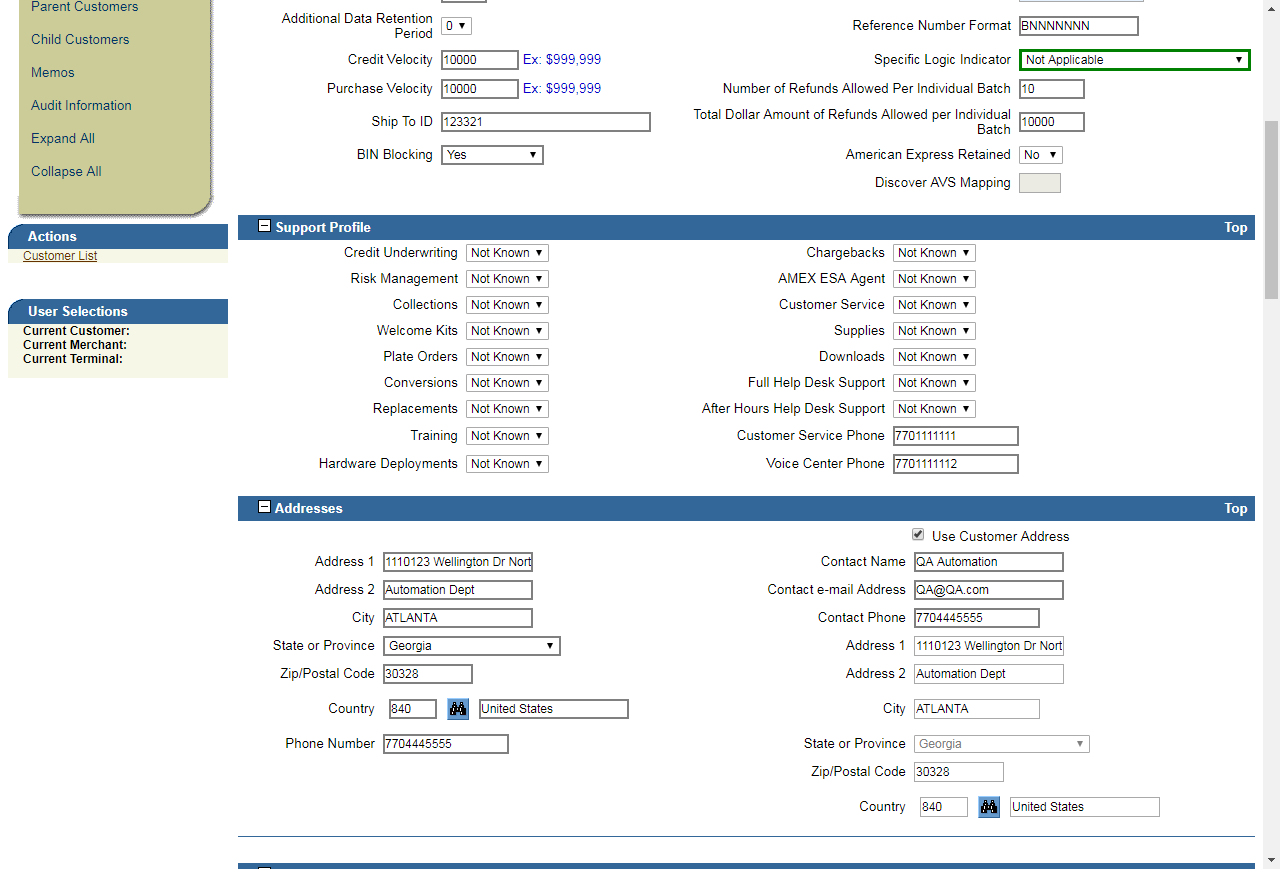 Parent Customers
Child Customers
Memos
Audit Information
Expand All
Collapse All
Actions
Customer List
User Selections
Current Customer:
Current Merchant:
Current Terminal:
Additional Data Retention
Period 0
Reference Number Format BNNNNNNN
Credit Velocity 10000 Ex: $999,999
Specific Logic Indicator Not Applicable
Purchase Velocity 10000 Ex: $999,999
Number of Refunds Allowed Per Individual Batch 10
Ship To ID 123321
Total Dollar Amount of Refunds Allowed per Individual
Batch 10000
BIN Blocking Yes
American Express Retained No
Discover AVS Mapping
Support Profile Top
Credit Underwriting Not Known Chargebacks Not Known
Risk Management Not Known AMEX ESA Agent Not Known
Collections Not Known Customer Service Not Known
Welcome Kits Not Known Supplies Not Known
Plate Orders Not Known Downloads Not Known
Conversions Not Known Full Help Desk Support Not Known
Replacements Not Known After Hours Help Desk Support Not Known
Training Not Known Customer Service Phone 7701111111
Hardware Deployments Not Known Voice Center Phone 7701111112
Addresses Top
Use Customer Address
Address 1 1110123 Wellington Dr Nort Contact Name QA Automation
Address 2 Automation Dept Contact e-mail Address QA@QA.com
City ATLANTA Contact Phone 7704445555
State or Province Georgia Address 1 1110123 Wellington Dr Nort
Zip/Postal Code 30328 Address 2 Automation Dept
Country 840 United States City ATLANTA
Phone Number 7704445555 State or Province Georgia
Zip/Postal Code 30328
Country 840 United States